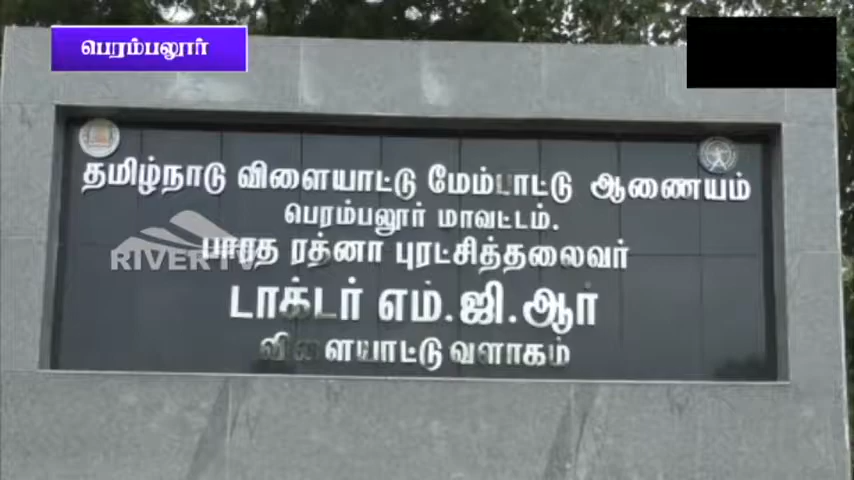 பெரம்பலூர்
தமிழ்நாடு விளையாட்டு மேம்பாட்டு ஆணையம்
பெரம்பலூர் மாவட்டம்.
பாரத ரத்னா புரட்சித்தலைவர்
RIVER TV
டாக்டர் எம்.ஜி.ஆர்
விளையாட்டு வளாகம்